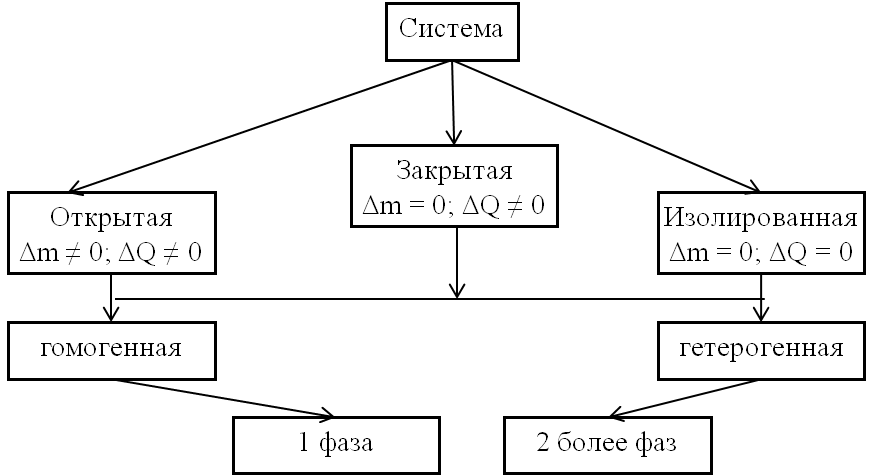 Система
Закрытая
Δm = 0; ΔQ ≠ 0
Открытая
Δm ≠ 0; ΔQ ≠ 0
Изолированная
Δm = 0; ΔQ = 0
гомогенная
гетерогенная
1 фаза
2 более фаз